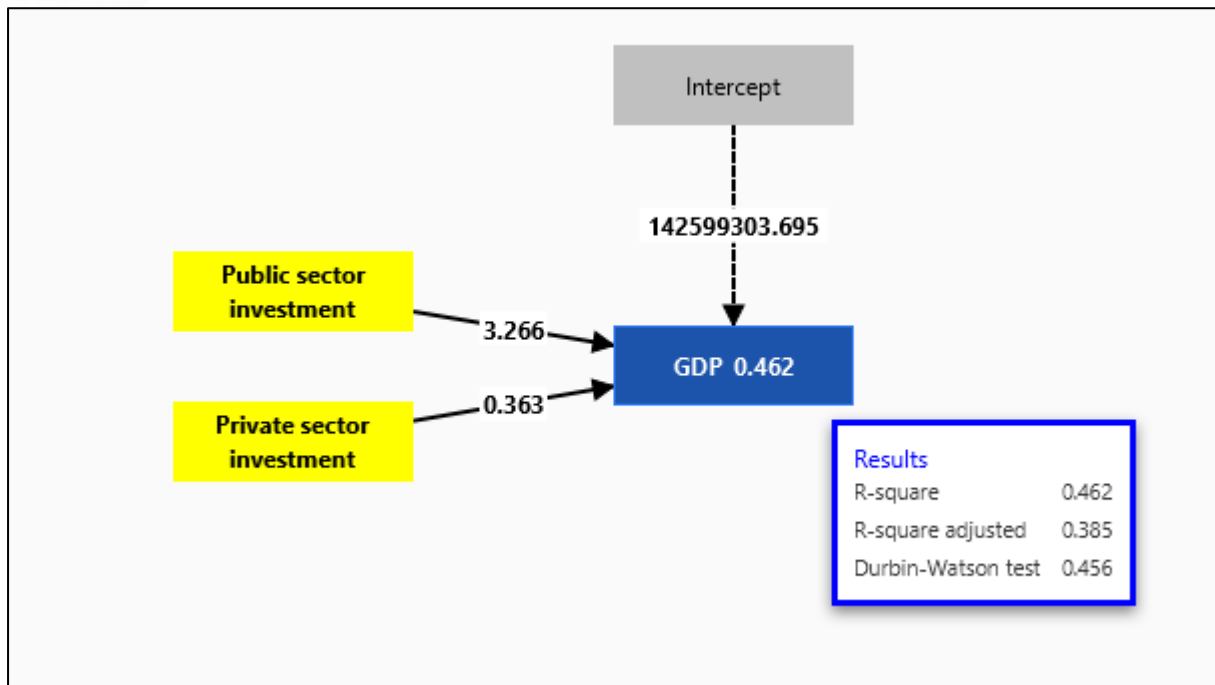 Intercept
142599303.695
Public sector
investment
3.266
GDP 0.462
Private sector
investment
0.363
Results
R-square 0.462
R-square adjusted 0.385
Durbin-Watson test 0.456